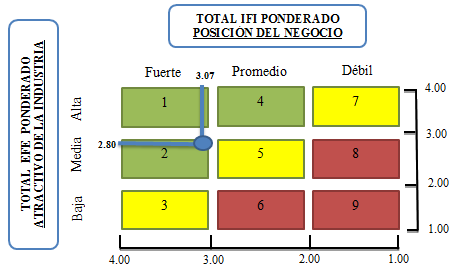 TOTAL IFI PONDERADO
POSICIÓN DEL NEGOCIO
TOTAL EFE PONDERADO
ATRACTIVO DE LA INDUSTRIA
Fuerte 3.07 Promedio Débil
Alta 1 4 7 4.00
3.00
2.80 Media 2 5 8
2.00
Baja 3 6 9
1.00
4.00 3.00 2.00 1.00